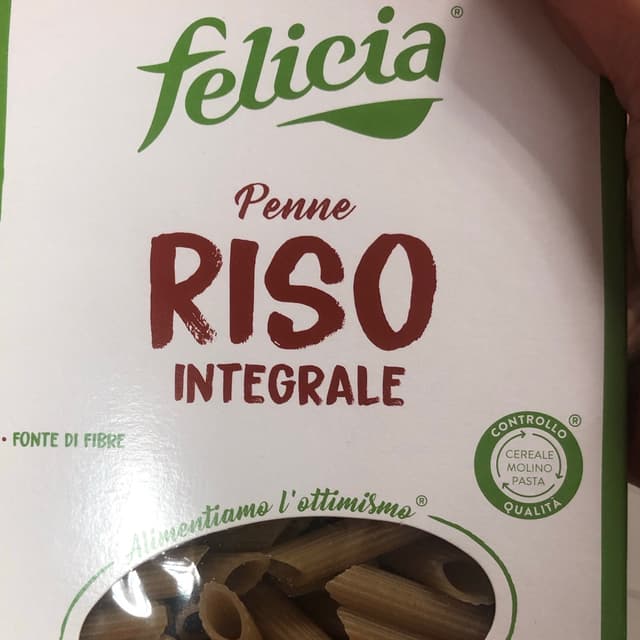 felicia®
Penne
RISO
INTEGRALE
• FONTE DI FIBRE
CONTROLLO ®
CEREALE
MOLINO
PASTA
QUALITÀ
Alimentiamo l'ottimismo®